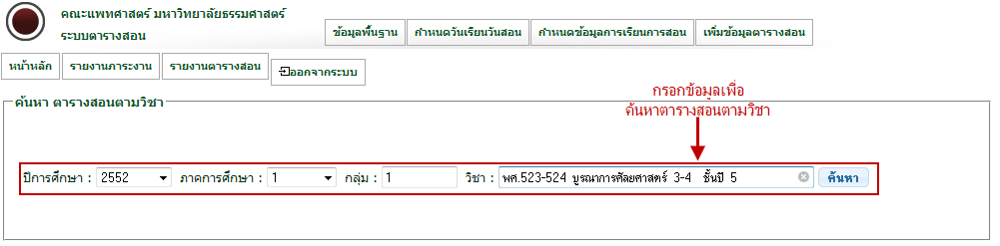 คณะแพทศาสตร์ มหาวิทยาลัยธรรมศาสตร์
ระบบตารางสอน
ข้อมูลพื้นฐาน กำหนดวันเรียนวันสอน กำหนดข้อมูลการเรียนการสอน เพิ่มข้อมูลตารางสอน
หน้าหลัก รายงานภาระงาน รายงานตารางสอน ออกจากระบบ
ค้นหา ตารางสอนตามวิชา
กรอกข้อมูลเพื่อ
ค้นหาตารางสอนตามวิชา
ปีการศึกษา : 2552 ภาคการศึกษา : 1 กลุ่ม : 1 วิชา : พศ.523-524 บูรณาการศัลยศาสตร์ 3-4 ชั้นปี 5 ค้นหา